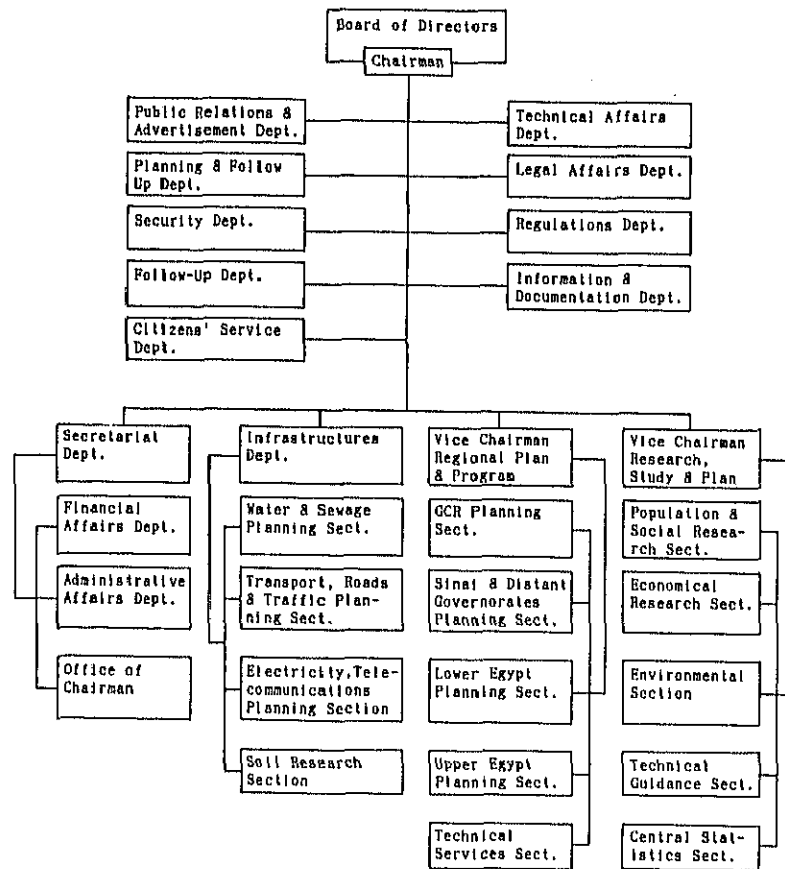 Board of Directors
Chairman
Public Relations &
Advertisement Dept.
Technical Affairs
Dept.
Planning & Follow
Up Dept.
Legal Affairs Dept.
Security Dept.
Regulations Dept.
Follow-Up Dept.
Information &
Documentation Dept.
Citizens' Service
Dept.
Secretariat
Dept.
Financial
Affairs Dept.
Administrative
Affairs Dept.
Office of
Chairman
Infrastructures
Dept.
Water & Sewage
Planning Sect.
Transport, Roads
& Traffic Plan-
ning Sect.
Electricity,Tele-
communications
Planning Section
Soil Research
Section
Vice Chairman
Regional Plan
& Program
GCR Planning
Sect.
Sinai & Distant
Governorates
Planning Sect.
Lower Egypt
Planning Sect.
Upper Egypt
Planning Sect.
Technical
Services Sect.
Vice Chairman
Research,
Study & Plan
Population &
Social Resea-
rch Sect.
Economical
Research Sect.
Environmental
Section
Technical
Guidance Sect.
Central Stat-
istics Sect.